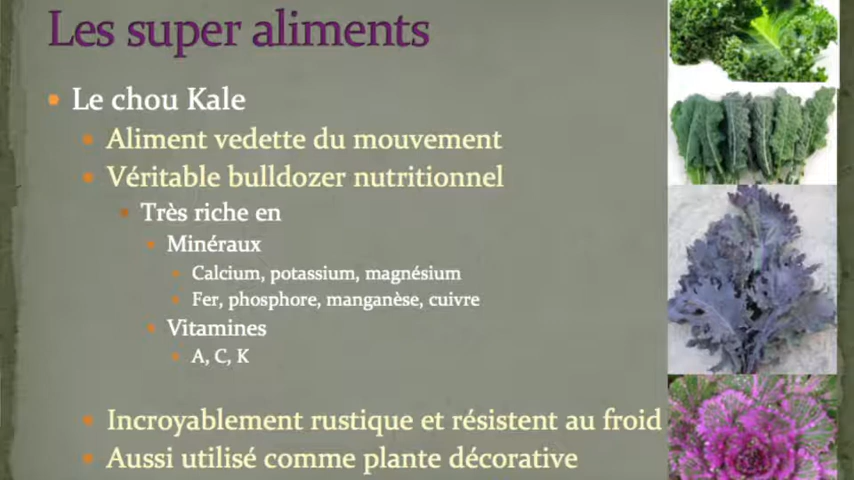 Les super aliments
Le chou Kale
Aliment vedette du mouvement
Véritable bulldozer nutritionnel
Très riche en
Minéraux
Calcium, potassium, magnésium
Fer, phosphore, manganèse, cuivre
Vitamines
A, C, K
Incroyablement rustique et résistent au froid
Aussi utilisé comme plante décorative